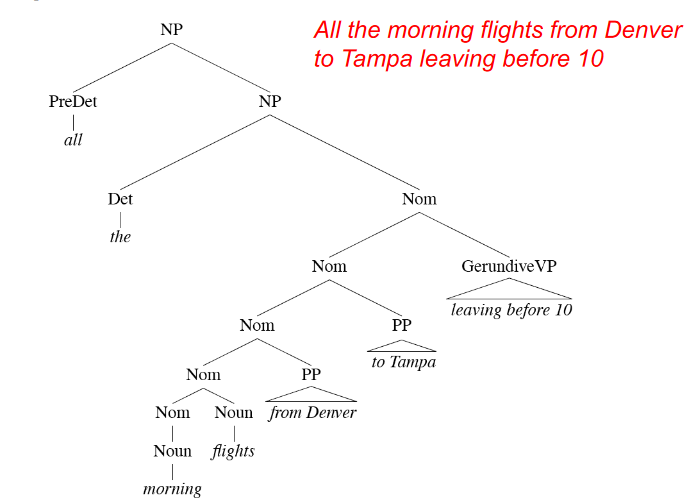 NP
All the morning flights from Denver
to Tampa leaving before 10
PreDet NP
all
Det Nom
the
Nom GerundiveVP
leaving before 10
Nom PP
to Tampa
Nom PP
Nom Noun from Denver
Noun flights
morning